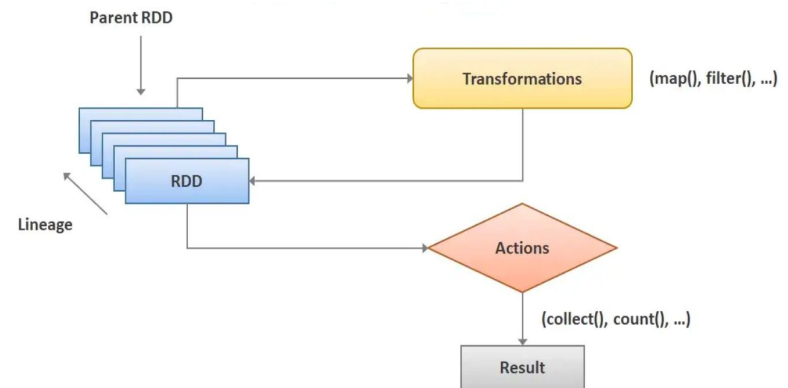 Parent RDD
Transformations
(map(), filter(), ...)
RDD
Lineage
Actions
(collect(), count(), ...)
Result